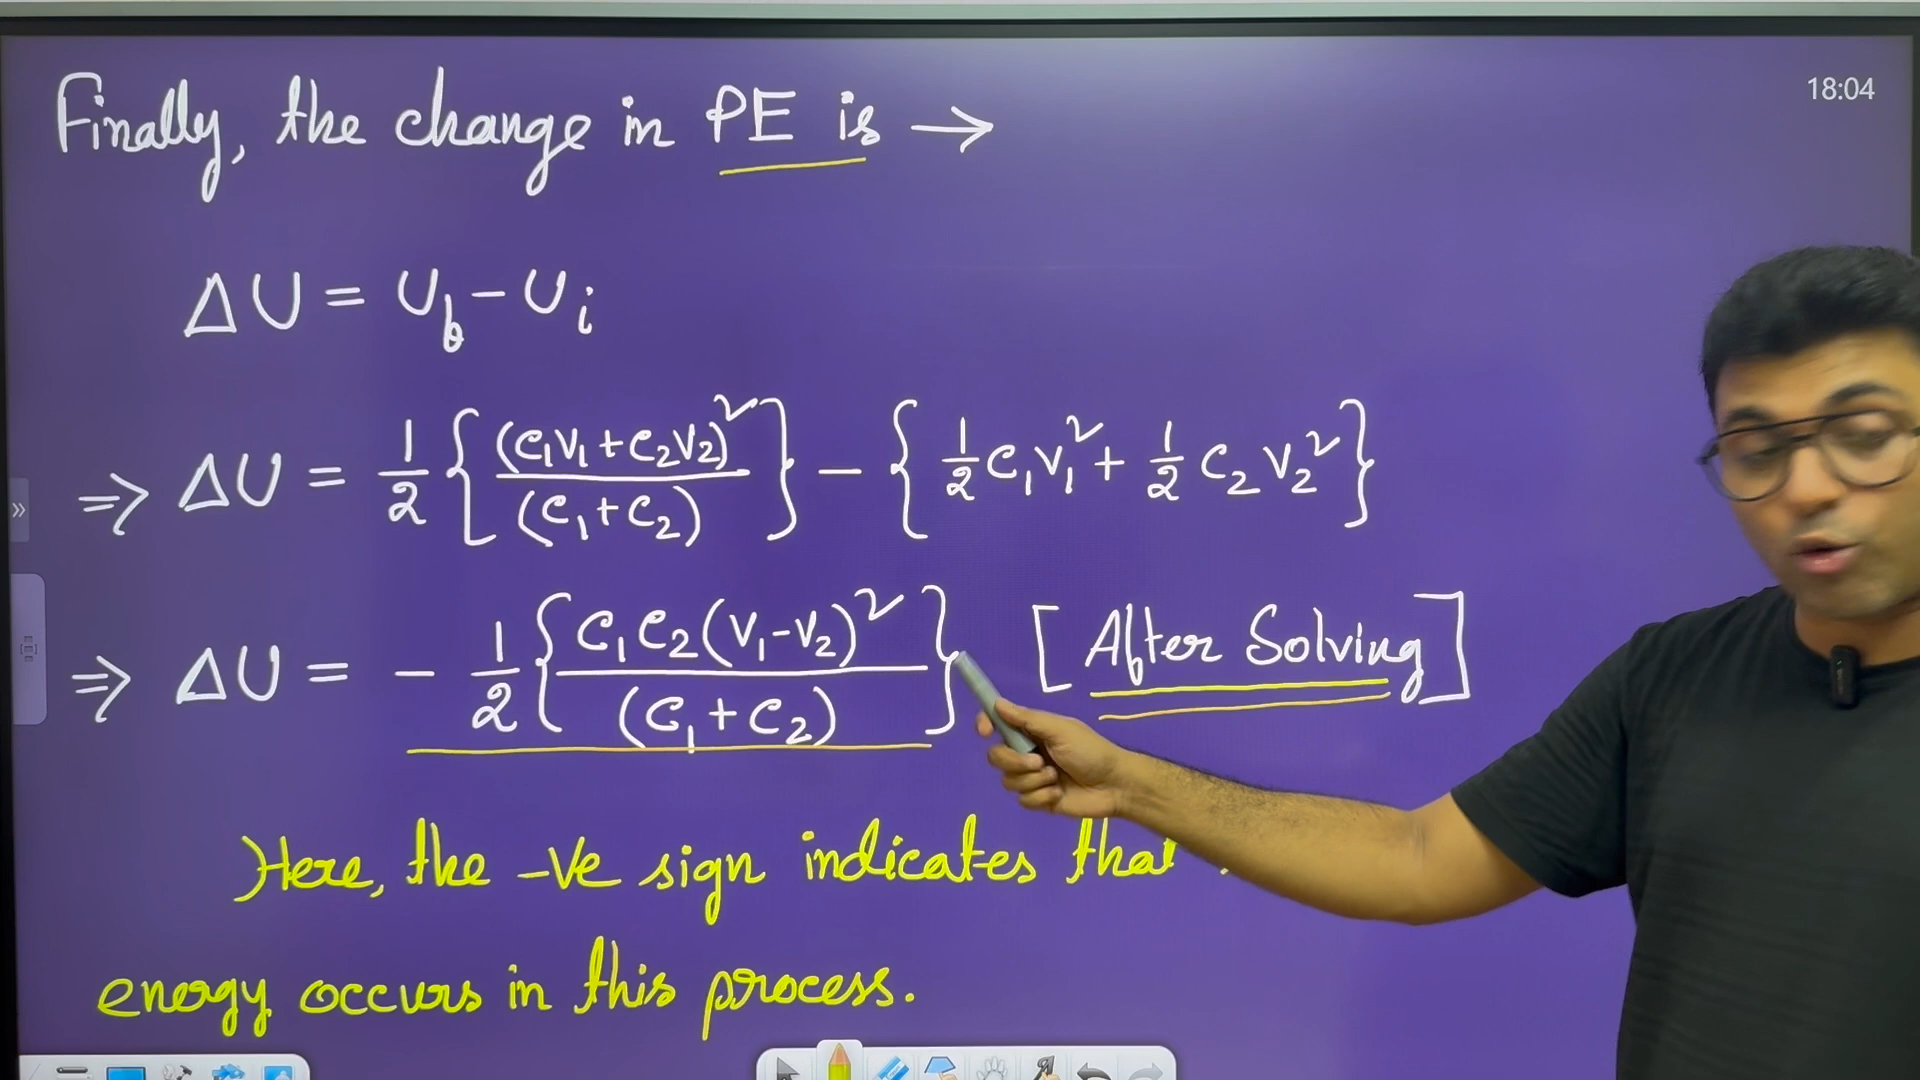 Finally, the change in PE is →
18:04
ΔU = U_f - U_i
⇒ ΔU = 1/2 {(C₁V₁+C₂V₂)²/(C₁+C₂)} - {1/2 C₁V₁² + 1/2 C₂V₂²}
⇒ ΔU = - 1/2 {C₁C₂(V₁-V₂)²/(C₁+C₂)} [After Solving]
Here, the -ve sign indicates that
energy occurs in this process.